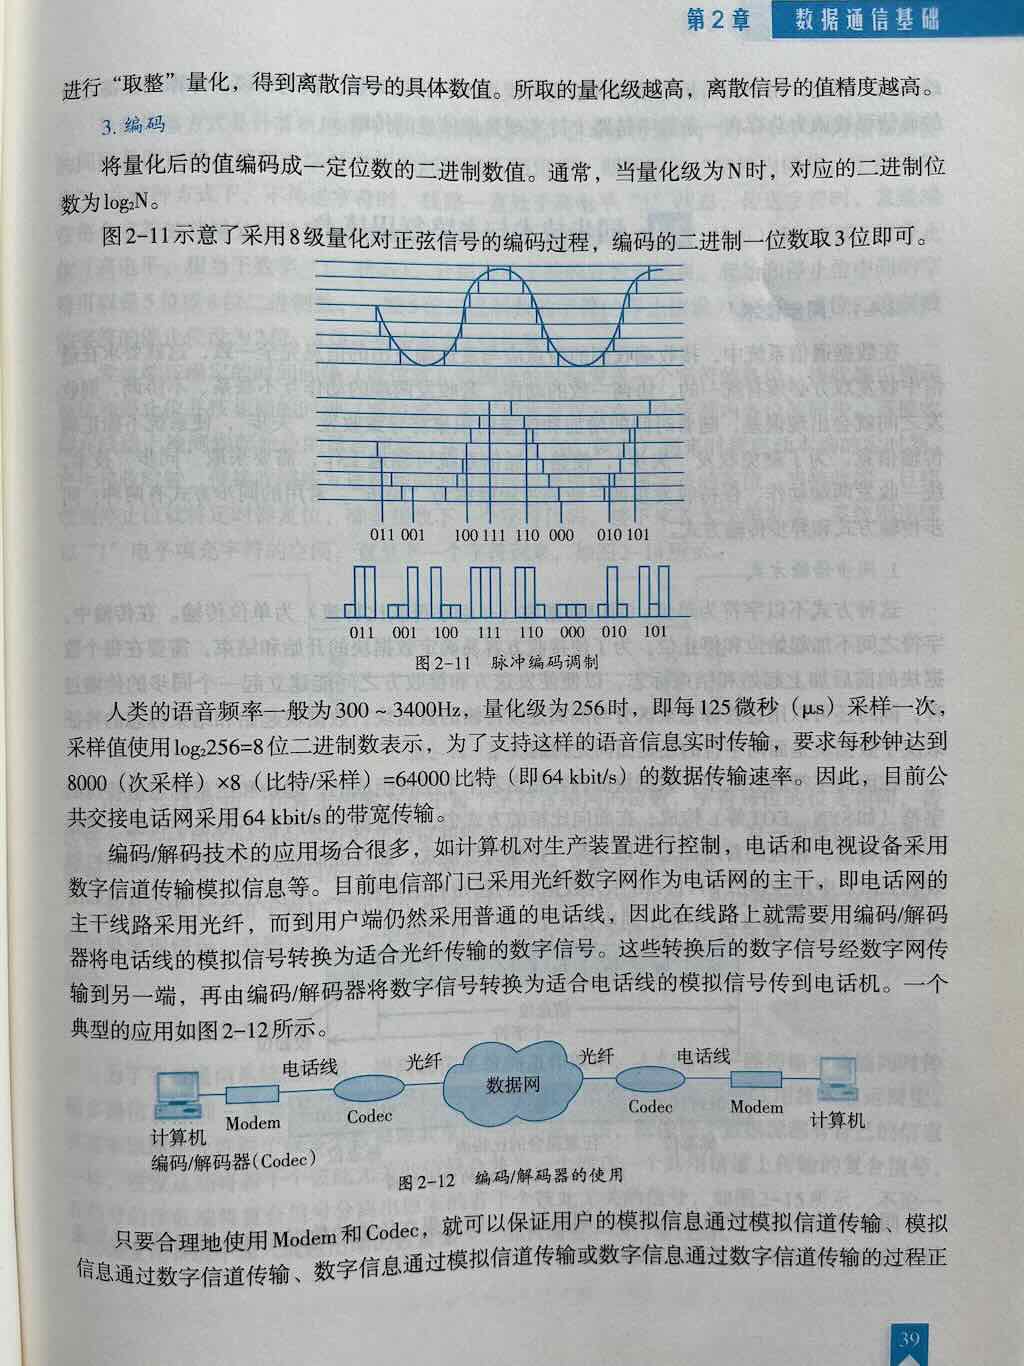 第2章 数据通信基础
进行“取整”量化，得到离散信号的具体数值。所取的量化级越高，离散信号的值精度越高。
3. 编码
将量化后的值编码成一定位数的二进制数值。通常，当量化级为N时，对应的二进制位
数为log₂N。
图2-11示意了采用8级量化对正弦信号的编码过程，编码的二进制一位数取3位即可。
011 001 100 111 110 000 010 101
011 001 100 111 110 000 010 101
图2-11 脉冲编码调制
人类的语音频率一般为300～3400Hz，量化级为256时，即每125微秒（μs）采样一次，
采样值使用log₂256=8位二进制数表示，为了支持这样的语音信息实时传输，要求每秒钟达到
8000（次采样）×8（比特/采样）=64000比特（即64 kbit/s）的数据传输速率。因此，目前公
共交接电话网采用64 kbit/s的带宽传输。
编码/解码技术的应用场合很多，如计算机对生产装置进行控制，电话和电视设备采用
数字信道传输模拟信息等。目前电信部门已采用光纤数字网作为电话网的主干，即电话网的
主干线路采用光纤，而到用户端仍然采用普通的电话线，因此在线路上就需要用编码/解码
器将电话线的模拟信号转换为适合光纤传输的数字信号。这些转换后的数字信号经数字网传
输到另一端，再由编码/解码器将数字信号转换为适合电话线的模拟信号传到电话机。一个
典型的应用如图2-12所示。
电话线 光纤 数据网 光纤 电话线
计算机 Modem Codec Codec Modem 计算机
编码/解码器(Codec)
图2-12 编码/解码器的使用
只要合理地使用Modem和Codec，就可以保证用户的模拟信息通过模拟信道传输、模拟
信息通过数字信道传输、数字信息通过模拟信道传输或数字信息通过数字信道传输的过程正
39